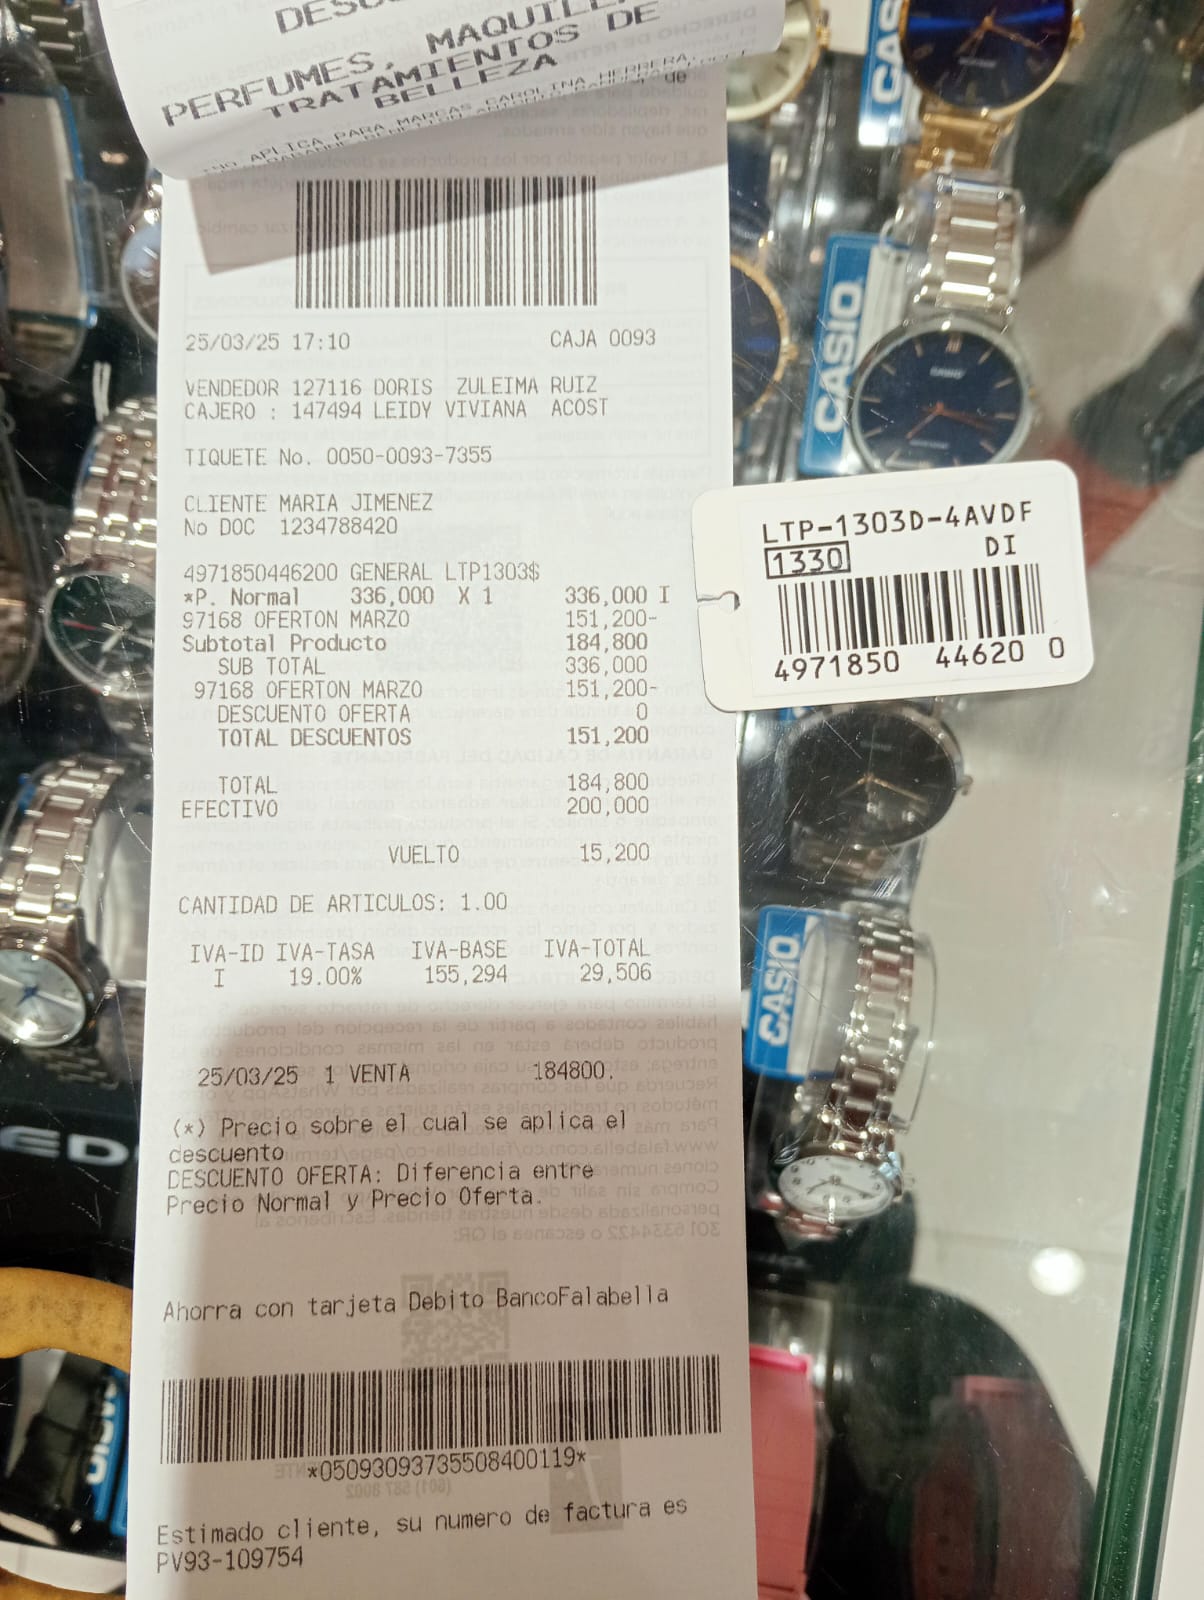 PERFUMES, MAQUILLA
TRATAMIENTOS DE
BELLEZA
*NO APLICA PARA MARCAS CAROLINA HERRERA,
25/03/25 17:10 CAJA 0093
VENDEDOR 127116 DORIS ZULEIMA RUIZ
CAJERO : 147494 LEIDY VIVIANA ACOST
TIQUETE No. 0050-0093-7355
CLIENTE MARIA JIMENEZ
No DOC 1234788420
4971850446200 GENERAL LTP1303$
*P. Normal 336,000 X 1 336,000 I
97168 OFERTON MARZO 151,200-
Subtotal Producto 184,800
SUB TOTAL 336,000
97168 OFERTON MARZO 151,200-
DESCUENTO OFERTA 0
TOTAL DESCUENTOS 151,200
TOTAL 184,800
EFECTIVO 200,000
VUELTO 15,200
CANTIDAD DE ARTICULOS: 1.00
IVA-ID IVA-TASA IVA-BASE IVA-TOTAL
I 19.00% 155,294 29,506
25/03/25 1 VENTA 184800.
(*) Precio sobre el cual se aplica el
descuento
DESCUENTO OFERTA: Diferencia entre
Precio Normal y Precio Oferta.
Ahorra con tarjeta Debito BancoFalabella
*05093093735508400119*
Estimado cliente, su numero de factura es
PV93-109754
LTP-1303D-4AVDF
DI
1330
4971850 44620 0
CASIO
CASIO
CASIO
CASIO